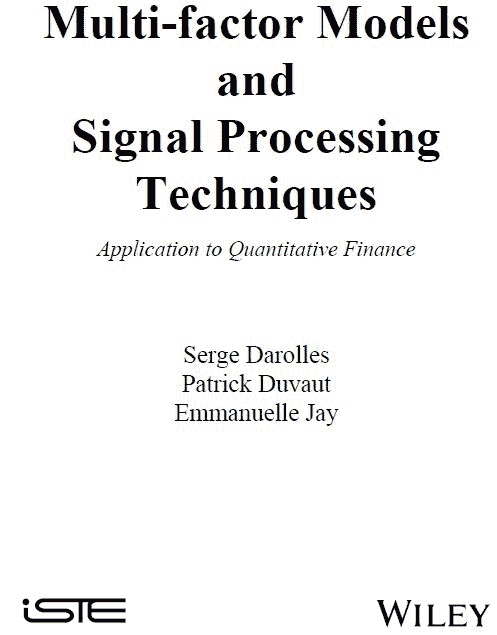 Multi-factor Models
and
Signal Processing
Techniques
Application to Quantitative Finance
Serge Darolles
Patrick Duvaut
Emmanuelle Jay
iSTE
WILEY